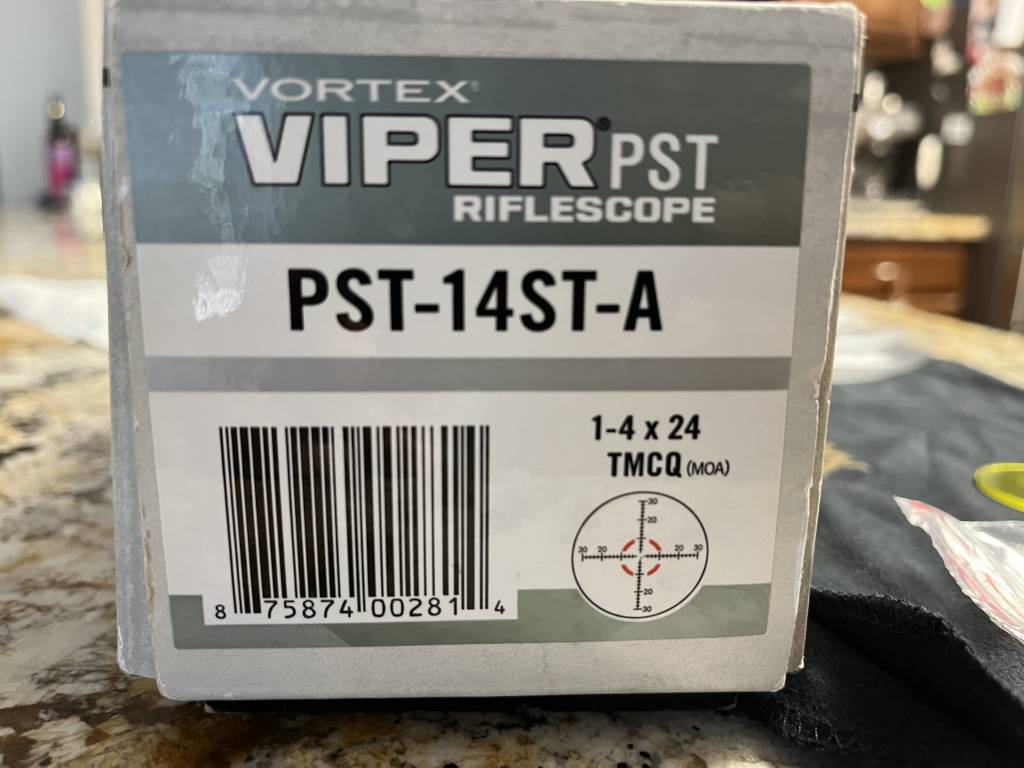 VORTEX®
VIPER® PST
RIFLESCOPE
PST-14ST-A
1-4 x 24
TMCQ (MOA)
30
20
30 20 20 30
20
30
8 75874 00281 4